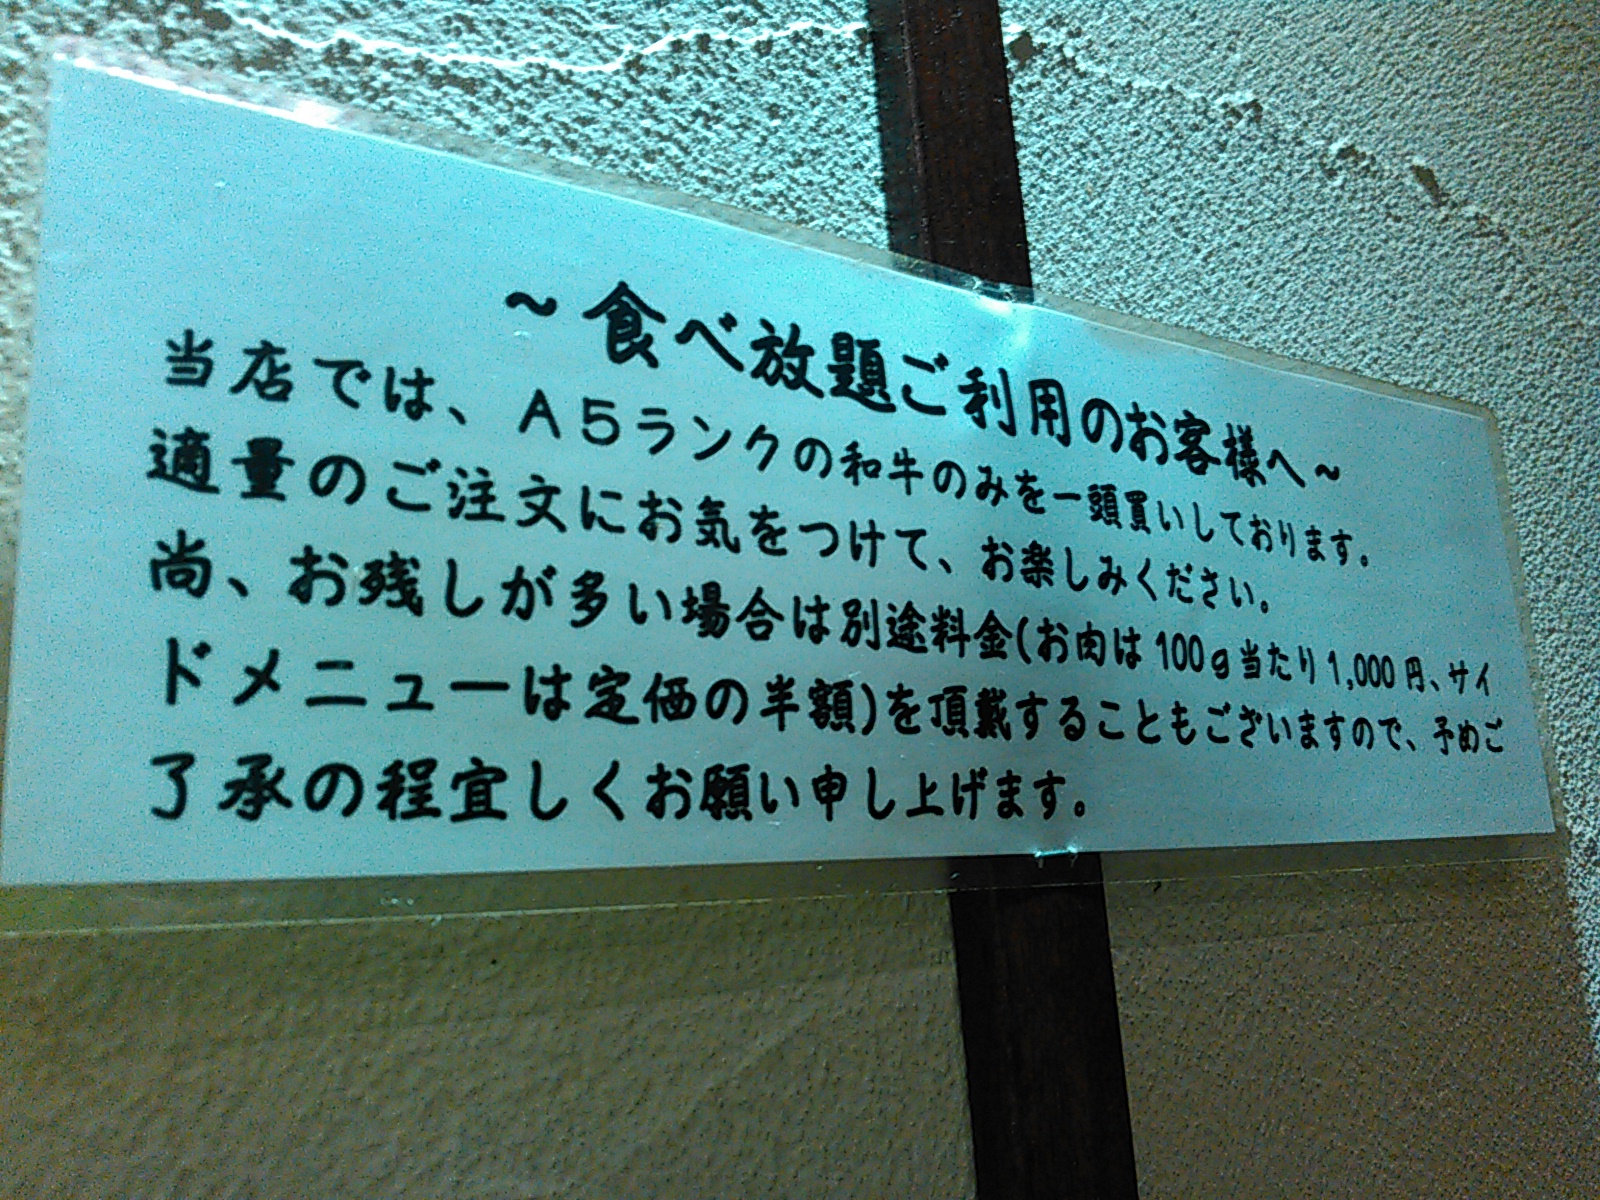 ~食べ放題ご利用のお客様へ~
当店では、A5ランクの和牛のみを一頭買いしております。
適量のご注文にお気をつけて、お楽しみください。
尚、お残しが多い場合は別途料金(お肉は100g当たり1,000円、サイ
ドメニューは定価の半額)を頂戴することもございますので、予めご
了承の程宜しくお願い申し上げます。